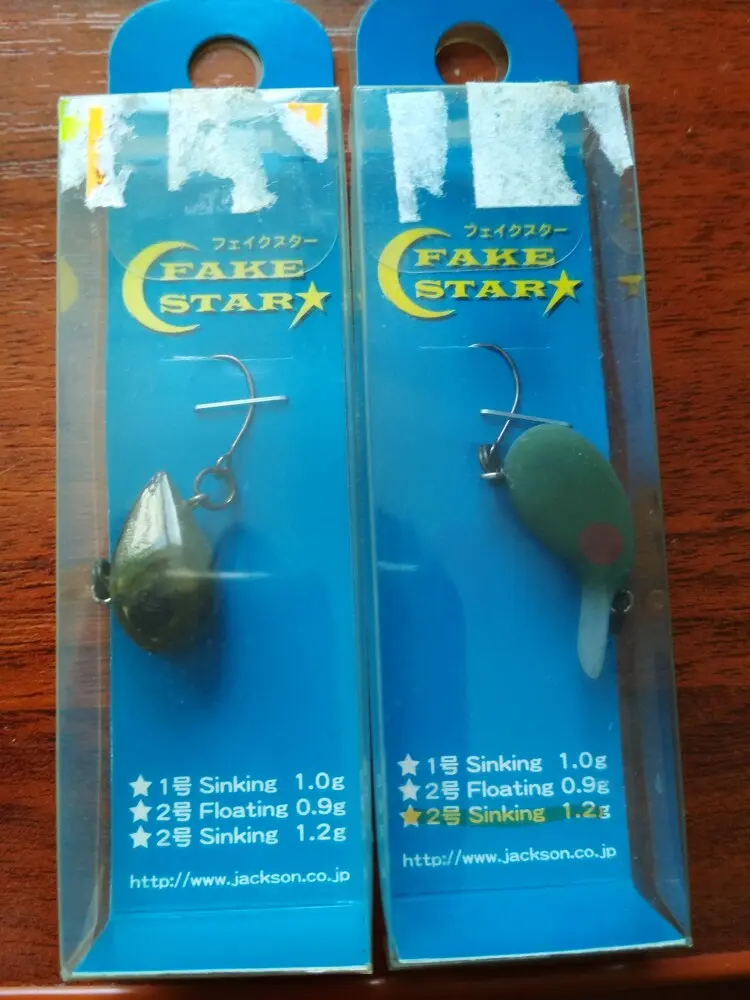 フェイクスター
FAKE
STAR
★1号 Sinking 1.0g
★2号 Floating 0.9g
★2号 Sinking 1.2g
http://www.jackson.co.jp
フェイクスター
FAKE
STAR
★1号 Sinking 1.0g
★2号 Floating 0.9g
★2号 Sinking 1.2g
http://www.jackson.co.jp